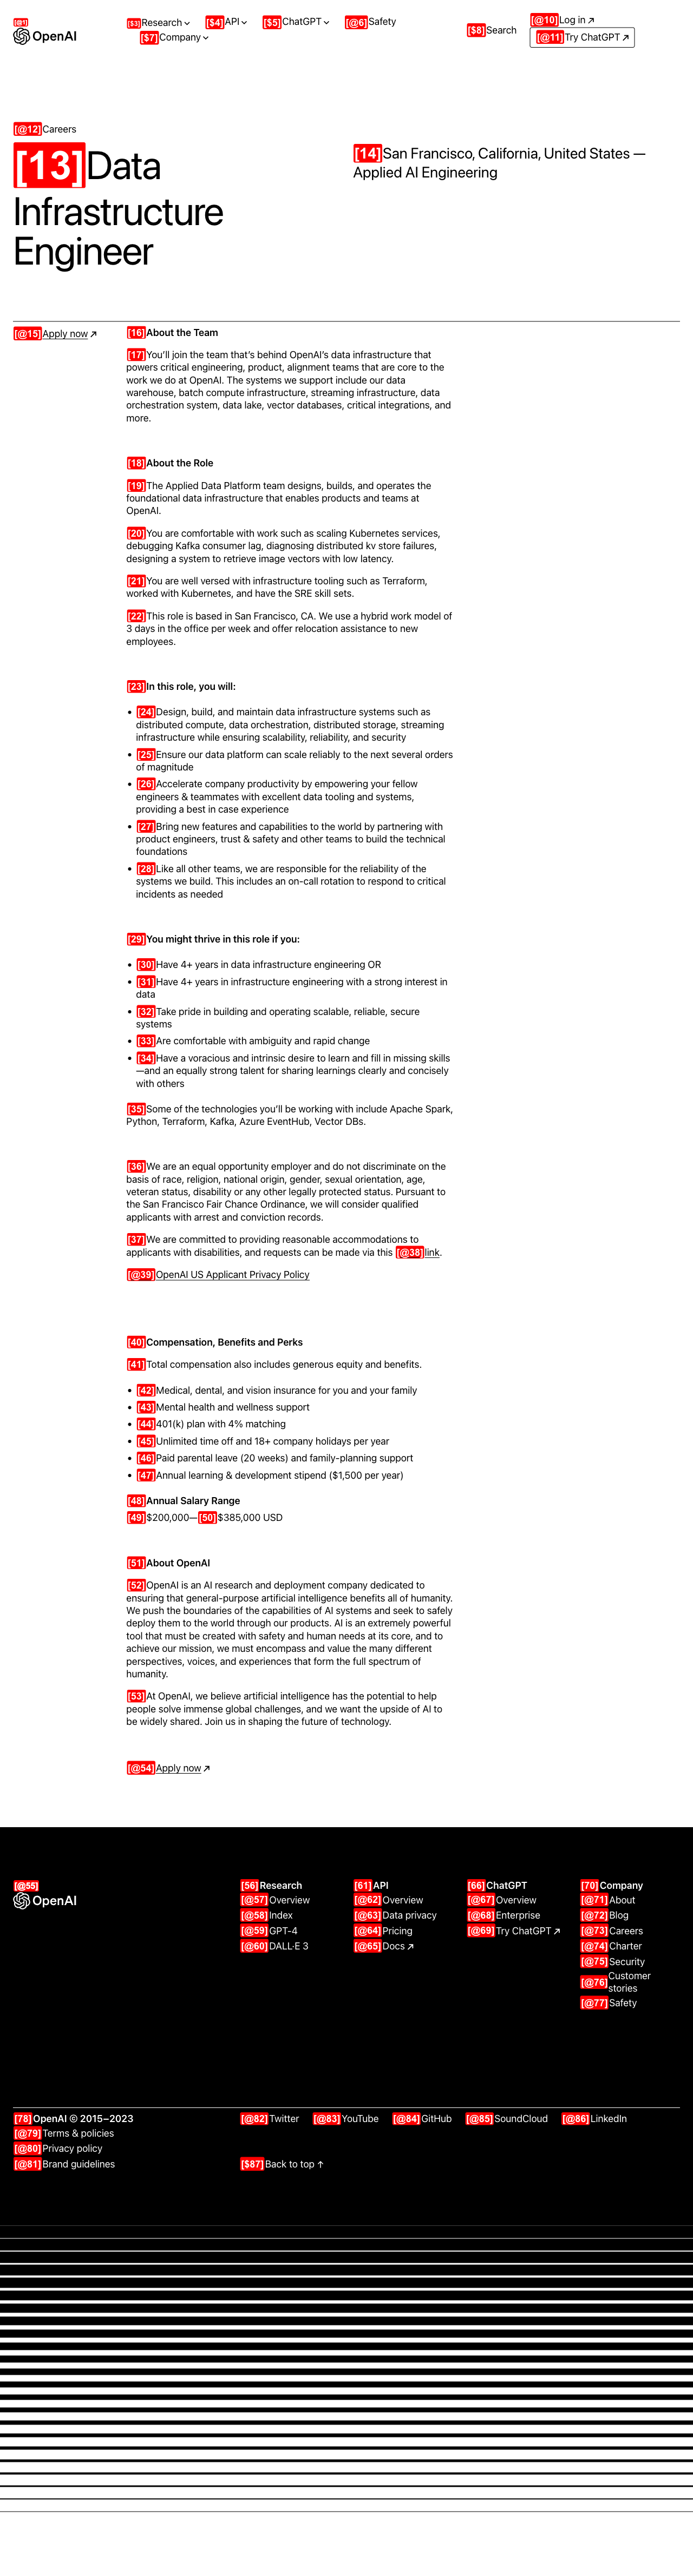 [@1]
OpenAI
[$3]Research
[$4]API
[$5]ChatGPT
[@6]Safety
[$7]Company
[$8]Search
[@10]Log in ↗
[@11]Try ChatGPT ↗
[@12]Careers
[13]Data
Infrastructure
Engineer
[14]San Francisco, California, United States —
Applied AI Engineering
[@15]Apply now ↗
[16]About the Team
[17]You’ll join the team that’s behind OpenAI’s data infrastructure that
powers critical engineering, product, alignment teams that are core to the
work we do at OpenAI. The systems we support include our data
warehouse, batch compute infrastructure, streaming infrastructure, data
orchestration system, data lake, vector databases, critical integrations, and
more.
[18]About the Role
[19]The Applied Data Platform team designs, builds, and operates the
foundational data infrastructure that enables products and teams at
OpenAI.
[20]You are comfortable with work such as scaling Kubernetes services,
debugging Kafka consumer lag, diagnosing distributed kv store failures,
designing a system to retrieve image vectors with low latency.
[21]You are well versed with infrastructure tooling such as Terraform,
worked with Kubernetes, and have the SRE skill sets.
[22]This role is based in San Francisco, CA. We use a hybrid work model of
3 days in the office per week and offer relocation assistance to new
employees.
[23]In this role, you will:
• [24]Design, build, and maintain data infrastructure systems such as
distributed compute, data orchestration, distributed storage, streaming
infrastructure while ensuring scalability, reliability, and security
• [25]Ensure our data platform can scale reliably to the next several orders
of magnitude
• [26]Accelerate company productivity by empowering your fellow
engineers & teammates with excellent data tooling and systems,
providing a best in case experience
• [27]Bring new features and capabilities to the world by partnering with
product engineers, trust & safety and other teams to build the technical
foundations
• [28]Like all other teams, we are responsible for the reliability of the
systems we build. This includes an on-call rotation to respond to critical
incidents as needed
[29]You might thrive in this role if you:
• [30]Have 4+ years in data infrastructure engineering OR
• [31]Have 4+ years in infrastructure engineering with a strong interest in
data
• [32]Take pride in building and operating scalable, reliable, secure
systems
• [33]Are comfortable with ambiguity and rapid change
• [34]Have a voracious and intrinsic desire to learn and fill in missing skills
—and an equally strong talent for sharing learnings clearly and concisely
with others
[35]Some of the technologies you’ll be working with include Apache Spark,
Python, Terraform, Kafka, Azure EventHub, Vector DBs.
[36]We are an equal opportunity employer and do not discriminate on the
basis of race, religion, national origin, gender, sexual orientation, age,
veteran status, disability or any other legally protected status. Pursuant to
the San Francisco Fair Chance Ordinance, we will consider qualified
applicants with arrest and conviction records.
[37]We are committed to providing reasonable accommodations to
applicants with disabilities, and requests can be made via this [@38]link.
[@39]OpenAI US Applicant Privacy Policy
[40]Compensation, Benefits and Perks
[41]Total compensation also includes generous equity and benefits.
• [42]Medical, dental, and vision insurance for you and your family
• [43]Mental health and wellness support
• [44]401(k) plan with 4% matching
• [45]Unlimited time off and 18+ company holidays per year
• [46]Paid parental leave (20 weeks) and family-planning support
• [47]Annual learning & development stipend ($1,500 per year)
[48]Annual Salary Range
[49]$200,000—[50]$385,000 USD
[51]About OpenAI
[52]OpenAI is an AI research and deployment company dedicated to
ensuring that general-purpose artificial intelligence benefits all of humanity.
We push the boundaries of the capabilities of AI systems and seek to safely
deploy them to the world through our products. AI is an extremely powerful
tool that must be created with safety and human needs at its core, and to
achieve our mission, we must encompass and value the many different
perspectives, voices, and experiences that form the full spectrum of
humanity.
[53]At OpenAI, we believe artificial intelligence has the potential to help
people solve immense global challenges, and we want the upside of AI to
be widely shared. Join us in shaping the future of technology.
[@54]Apply now ↗
[@55]
OpenAI
[56]Research
[@57]Overview
[@58]Index
[@59]GPT-4
[@60]DALL·E 3
[61]API
[@62]Overview
[@63]Data privacy
[@64]Pricing
[@65]Docs ↗
[66]ChatGPT
[@67]Overview
[@68]Enterprise
[@69]Try ChatGPT ↗
[70]Company
[@71]About
[@72]Blog
[@73]Careers
[@74]Charter
[@75]Security
[@76]Customer
stories
[@77]Safety
[78]OpenAI © 2015–2023
[@79]Terms & policies
[@80]Privacy policy
[@81]Brand guidelines
[@82]Twitter
[@83]YouTube
[@84]GitHub
[@85]SoundCloud
[@86]LinkedIn
[$87]Back to top ↑